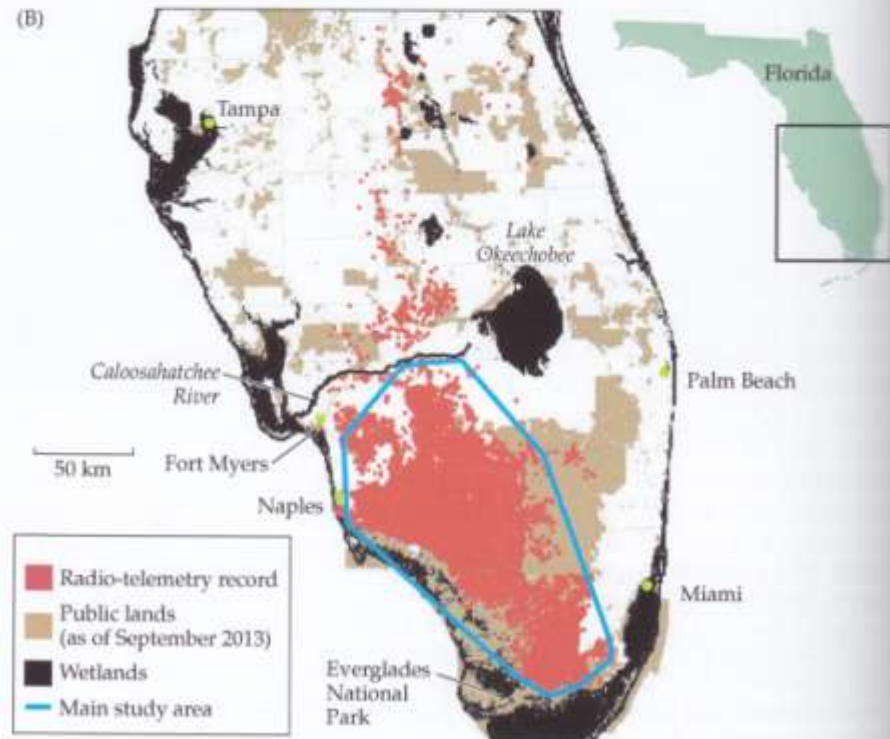 (B)
Florida
Tampa
Lake
Okeechobee
Caloosahatchee
River
Palm Beach
Fort Myers
50 km
Naples
Miami
Radio-telemetry record
Public lands
(as of September 2013)
Wetlands
Main study area
Everglades
National
Park